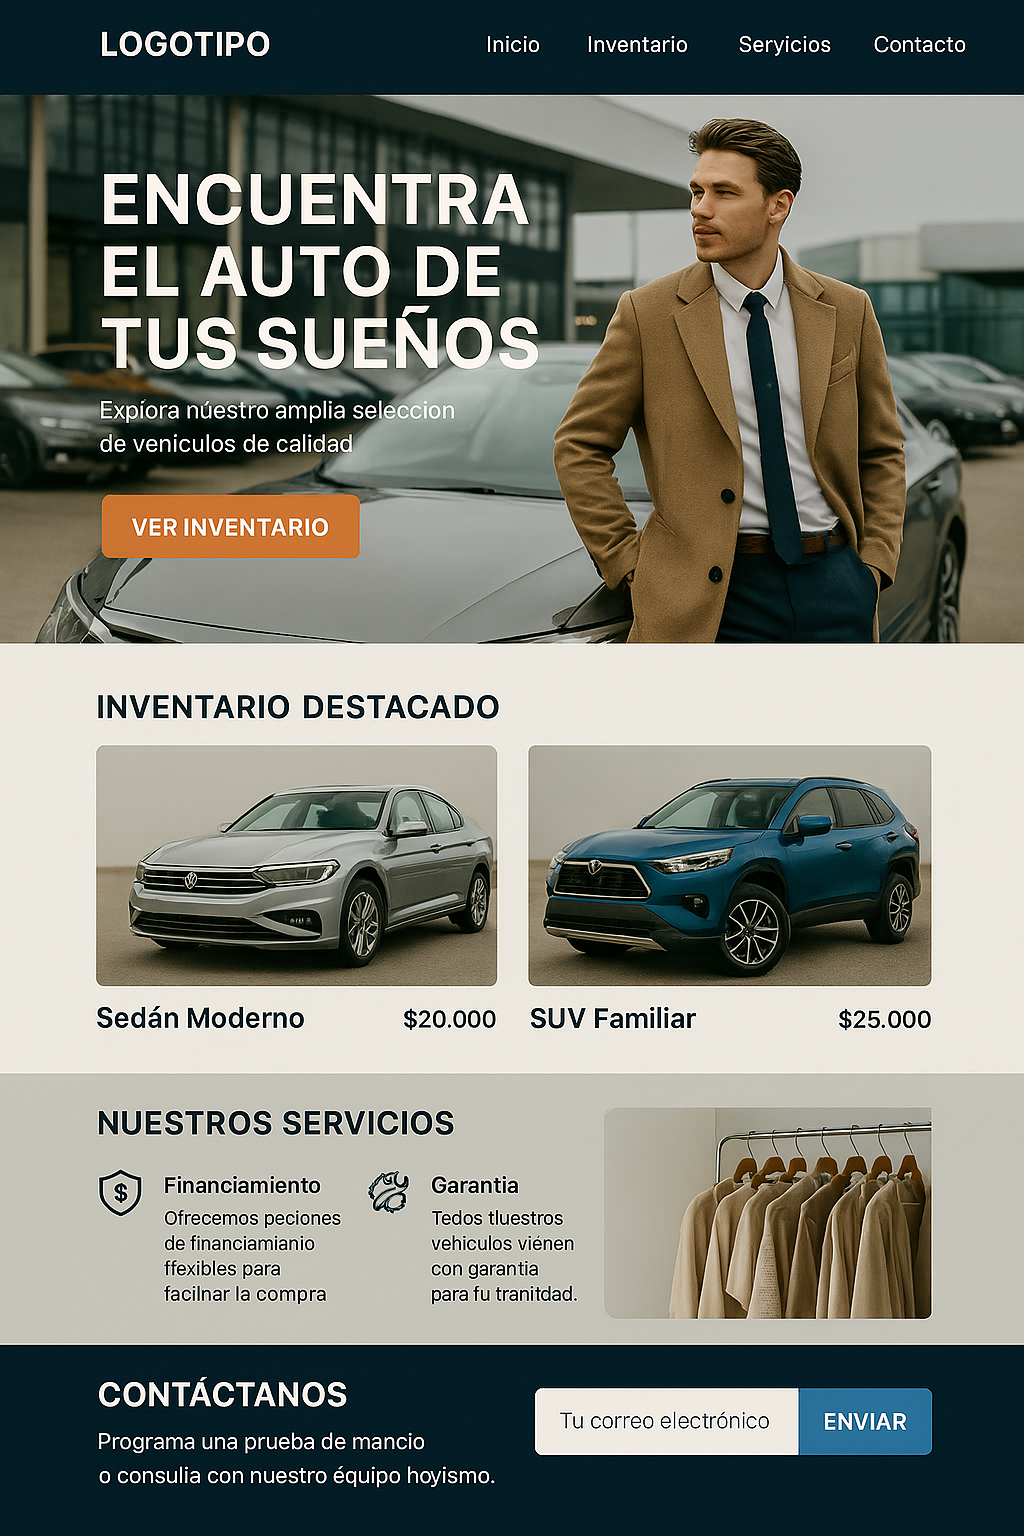 LOGOTIPO
Inicio Inventario Seryicios Contacto
ENCUENTRA
EL AUTO DE
TUS SUEÑOS
Expíora núestro amplia seleccion
de veniculos de calidad
VER INVENTARIO
INVENTARIO DESTACADO
Sedán Moderno $20.000
SUV Familiar $25.000
NUESTROS SERVICIOS
$
Financiamiento
Ofrecemos peciones
de financiamianio
ffexibles para
facilnar la compra
Garantia
Tedos tluestros
vehiculos viénen
con garantia
para fu tranitdad.
CONTÁCTANOS
Programa una prueba de mancio
o consulia con nuestro équipo hoyismo.
Tu correo electrónico
ENVIAR